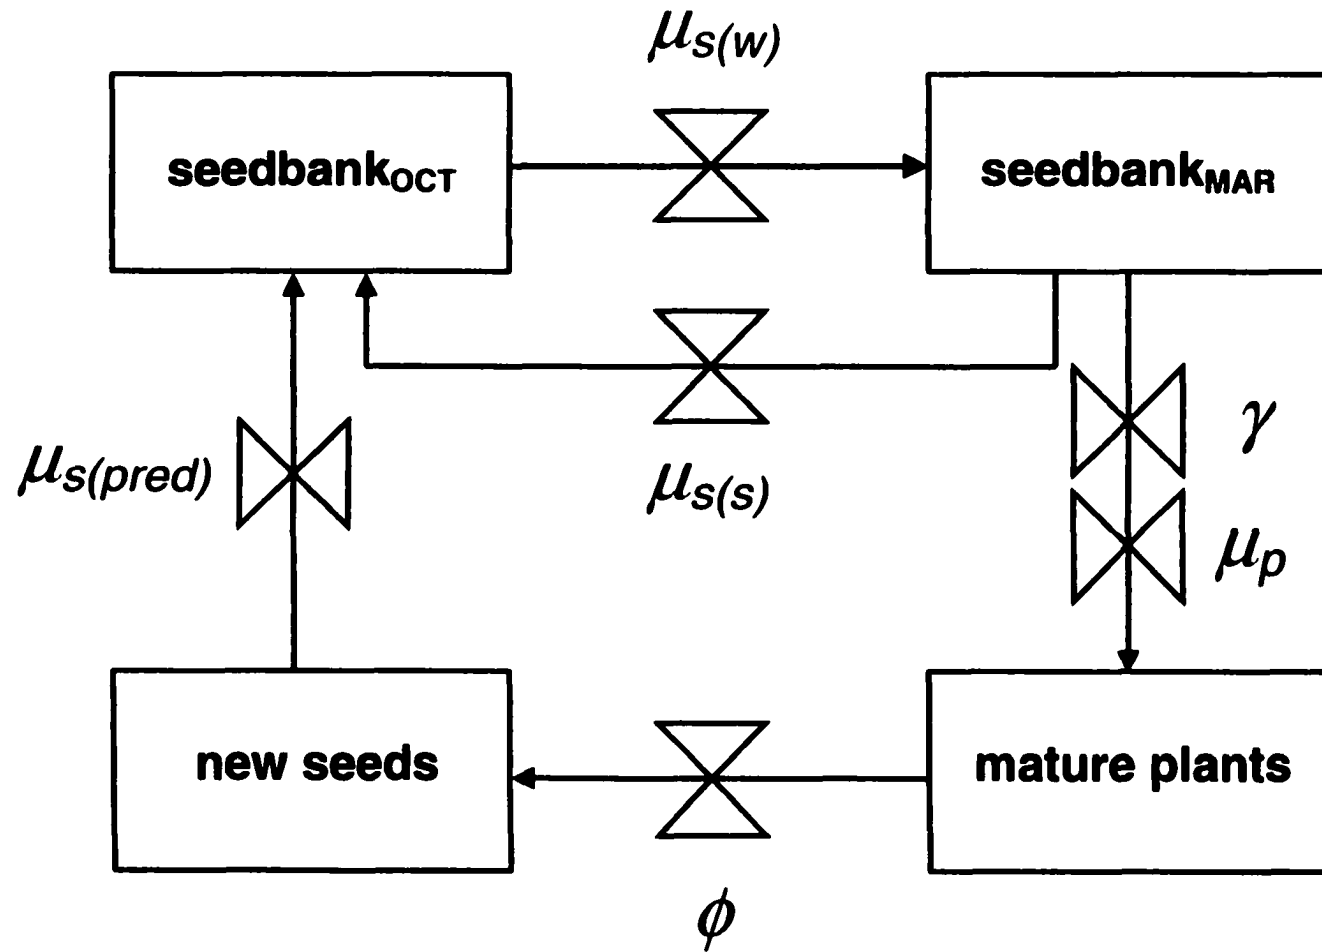 μs(w)
seedbankOCT
seedbankMAR
μs(pred)
μs(s)
γ
μp
new seeds
mature plants
ϕ